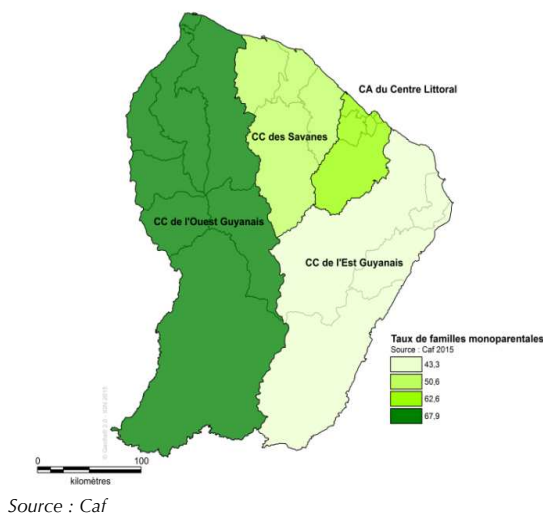 CA du Centre Littoral
CC des Savanes
CC de l'Ouest Guyanais
CC de l'Est Guyanais
Taux de familles monoparentales
Source : Caf 2015
43,3
50,6
62,6
67,9
0 100
kilomètres
Source : Caf